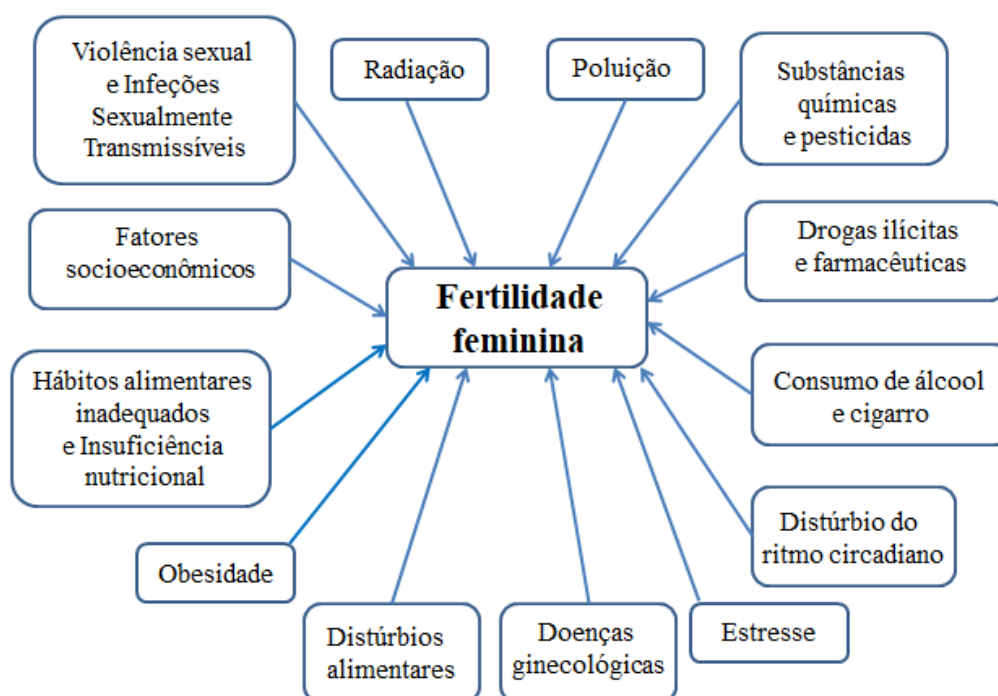 Violência sexual
e Infeções
Sexualmente
Transmissíveis
Radiação
Poluição
Substâncias
químicas
e pesticidas
Fatores
socioeconômicos
Drogas ilícitas
e farmacêuticas
Fertilidade
feminina
Hábitos alimentares
inadequados
e Insuficiência
nutricional
Consumo de álcool
e cigarro
Obesidade
Distúrbio do
ritmo circadiano
Distúrbios
alimentares
Doenças
ginecológicas
Estresse